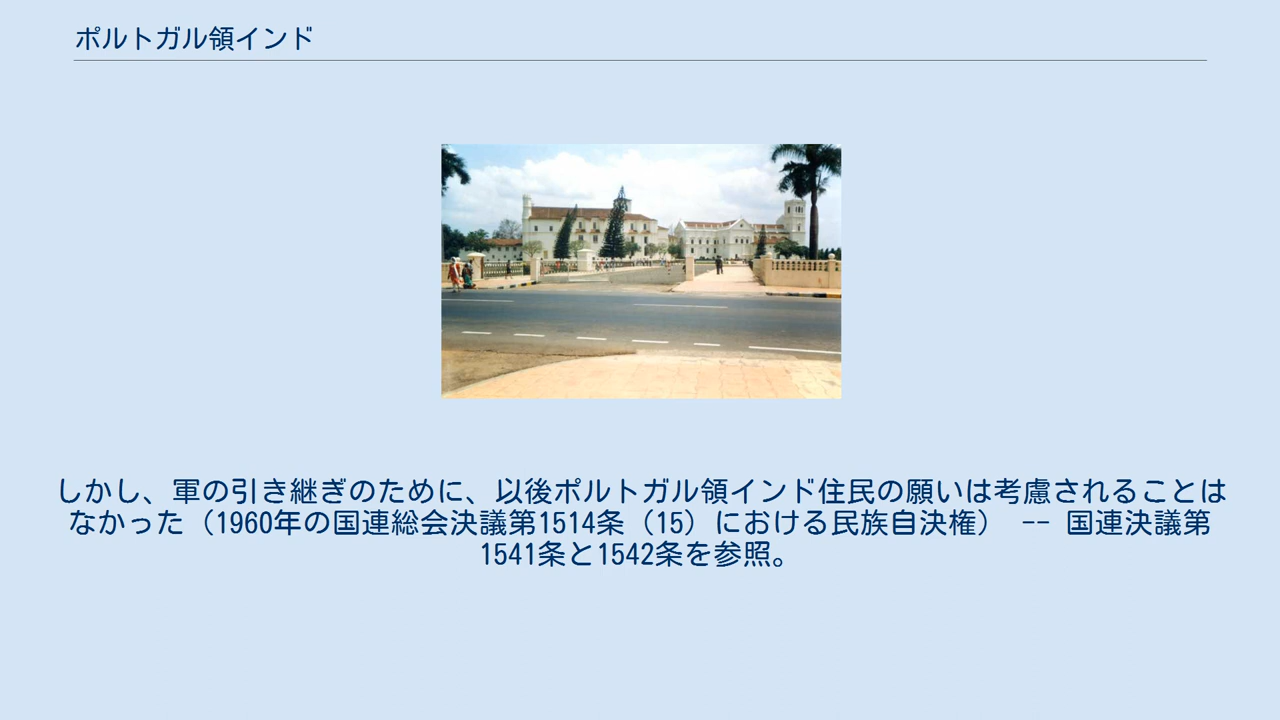 ポルトガル領インド
しかし、軍の引き継ぎのために、以後ポルトガル領インド住民の願いは考慮されることは
なかった（1960年の国連総会決議第1514条（15）における民族自決権） -- 国連決議第
1541条と1542条を参照。